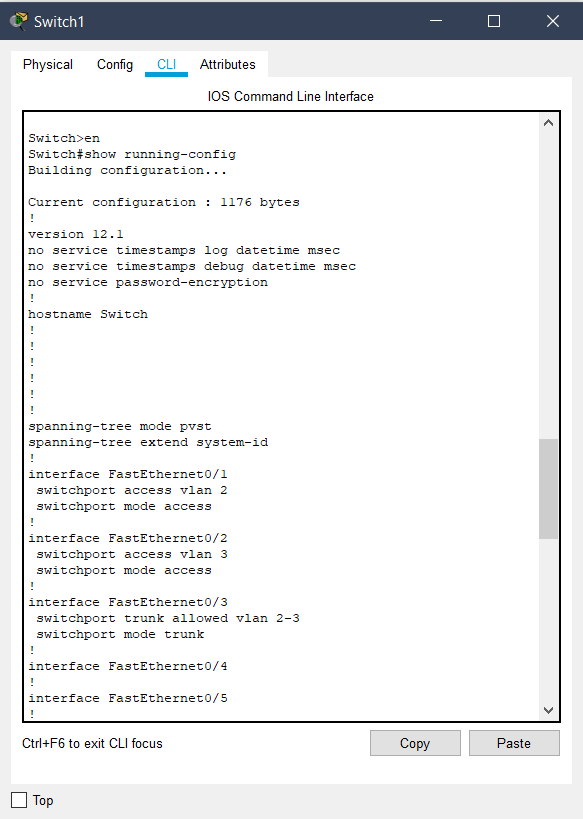 Switch1
Physical Config CLI Attributes
IOS Command Line Interface
Switch>en
Switch#show running-config
Building configuration...
Current configuration : 1176 bytes
!
version 12.1
no service timestamps log datetime msec
no service timestamps debug datetime msec
no service password-encryption
!
hostname Switch
!
!
!
!
!
!
spanning-tree mode pvst
spanning-tree extend system-id
!
interface FastEthernet0/1
 switchport access vlan 2
 switchport mode access
!
interface FastEthernet0/2
 switchport access vlan 3
 switchport mode access
!
interface FastEthernet0/3
 switchport trunk allowed vlan 2-3
 switchport mode trunk
!
interface FastEthernet0/4
!
interface FastEthernet0/5
!
Ctrl+F6 to exit CLI focus Copy Paste
Top